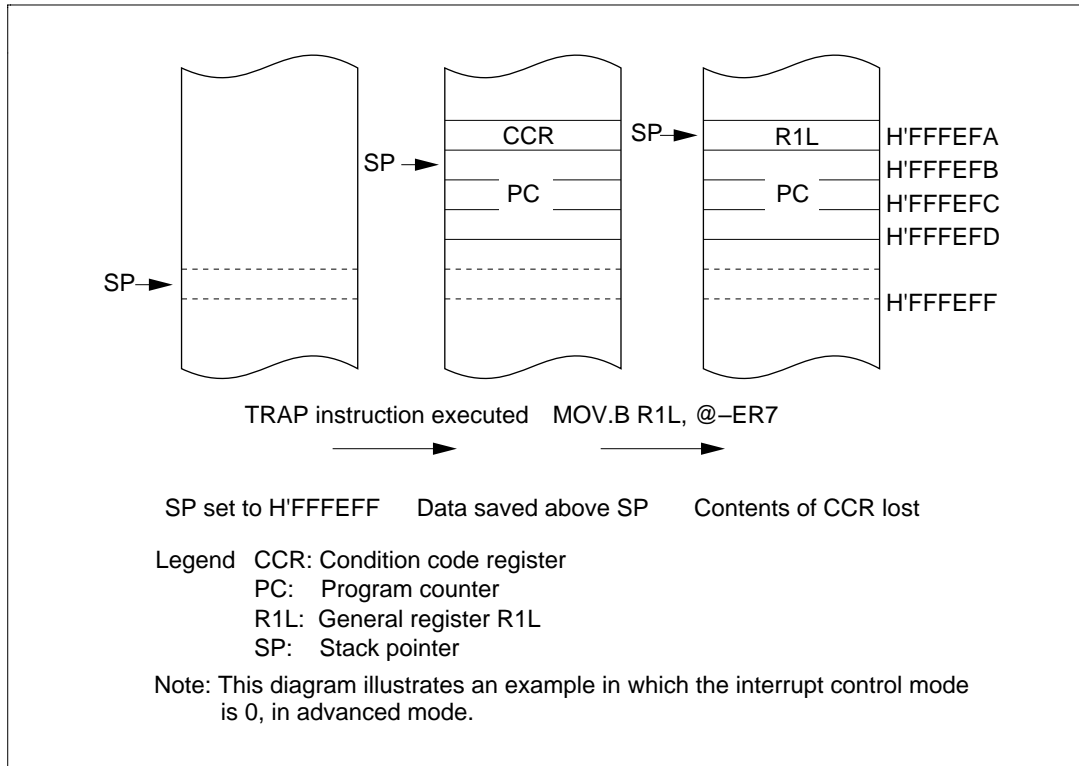 CCR
SP
R1L
H'FFFEFA
SP
H'FFFEFB
PC
PC
H'FFFEFC
H'FFFEFD
SP
H'FFFEFF
TRAP instruction executed
MOV.B R1L, @–ER7
SP set to H'FFFEFF
Data saved above SP
Contents of CCR lost
Legend CCR: Condition code register
PC: Program counter
R1L: General register R1L
SP: Stack pointer
Note: This diagram illustrates an example in which the interrupt control mode
is 0, in advanced mode.